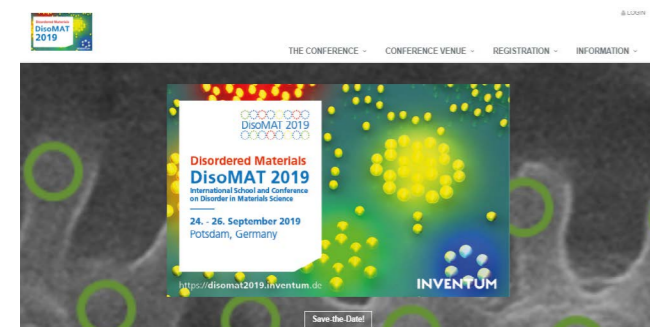 LOGIN
Disordered Materials
DisoMAT
2019
THE CONFERENCE
CONFERENCE VENUE
REGISTRATION
INFORMATION
DisoMAT 2019
Disordered Materials
DisoMAT 2019
International School and Conference
on Disorder in Materials Science
24. - 26. September 2019
Potsdam, Germany
https://disomat2019.inventum.de
INVENTUM
Save-the-Date!